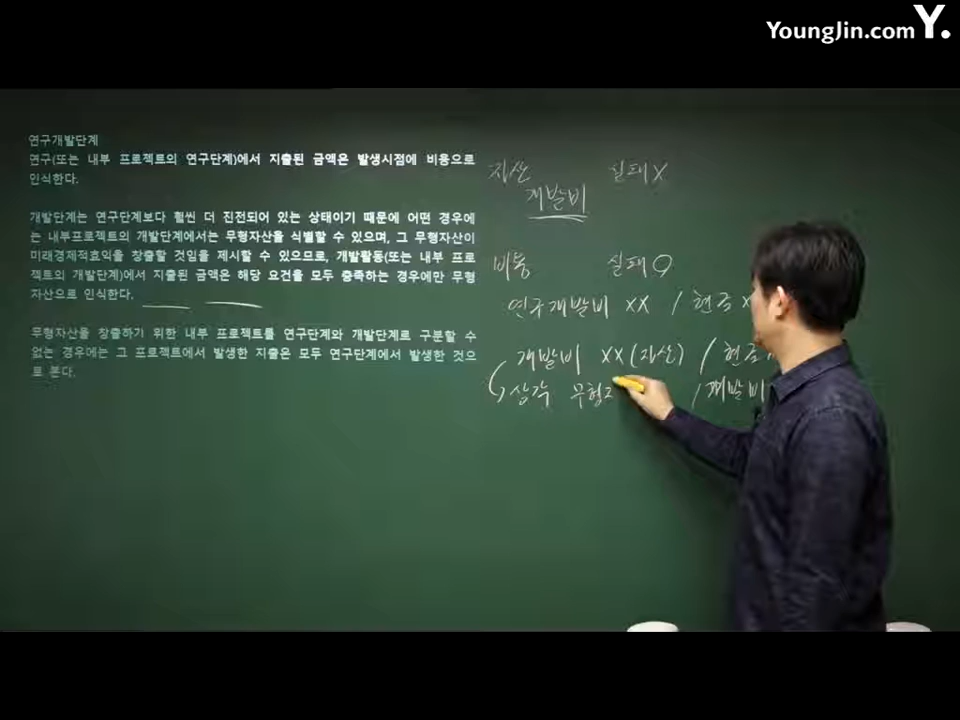 YoungJin.com Y.
연구개발단계
연구(또는 내부 프로젝트의 연구단계)에서 지출된 금액은 발생시점에 비용으로
인식한다.
개발단계는 연구단계보다 훨씬 더 진전되어 있는 상태이기 때문에 어떤 경우에
는 내부프로젝트의 개발단계에서는 무형자산을 식별할 수 있으며, 그 무형자산이
미래경제적효익을 창출할 것임을 제시할 수 있으므로, 개발활동(또는 내부 프로
젝트의 개발단계)에서 지출된 금액은 해당 요건을 모두 충족하는 경우에만 무형
자산으로 인식한다.
무형자산을 창출하기 위한 내부 프로젝트를 연구단계와 개발단계로 구분할 수
없는 경우에는 그 프로젝트에서 발생한 지출은 모두 연구단계에서 발생한 것으
로 본다.
자산 실태 X
개발비
비용 실태 O
연구개발비 XX / 현금 X
개발비 XX (자산) / 현금
상각 무형 / 개발비